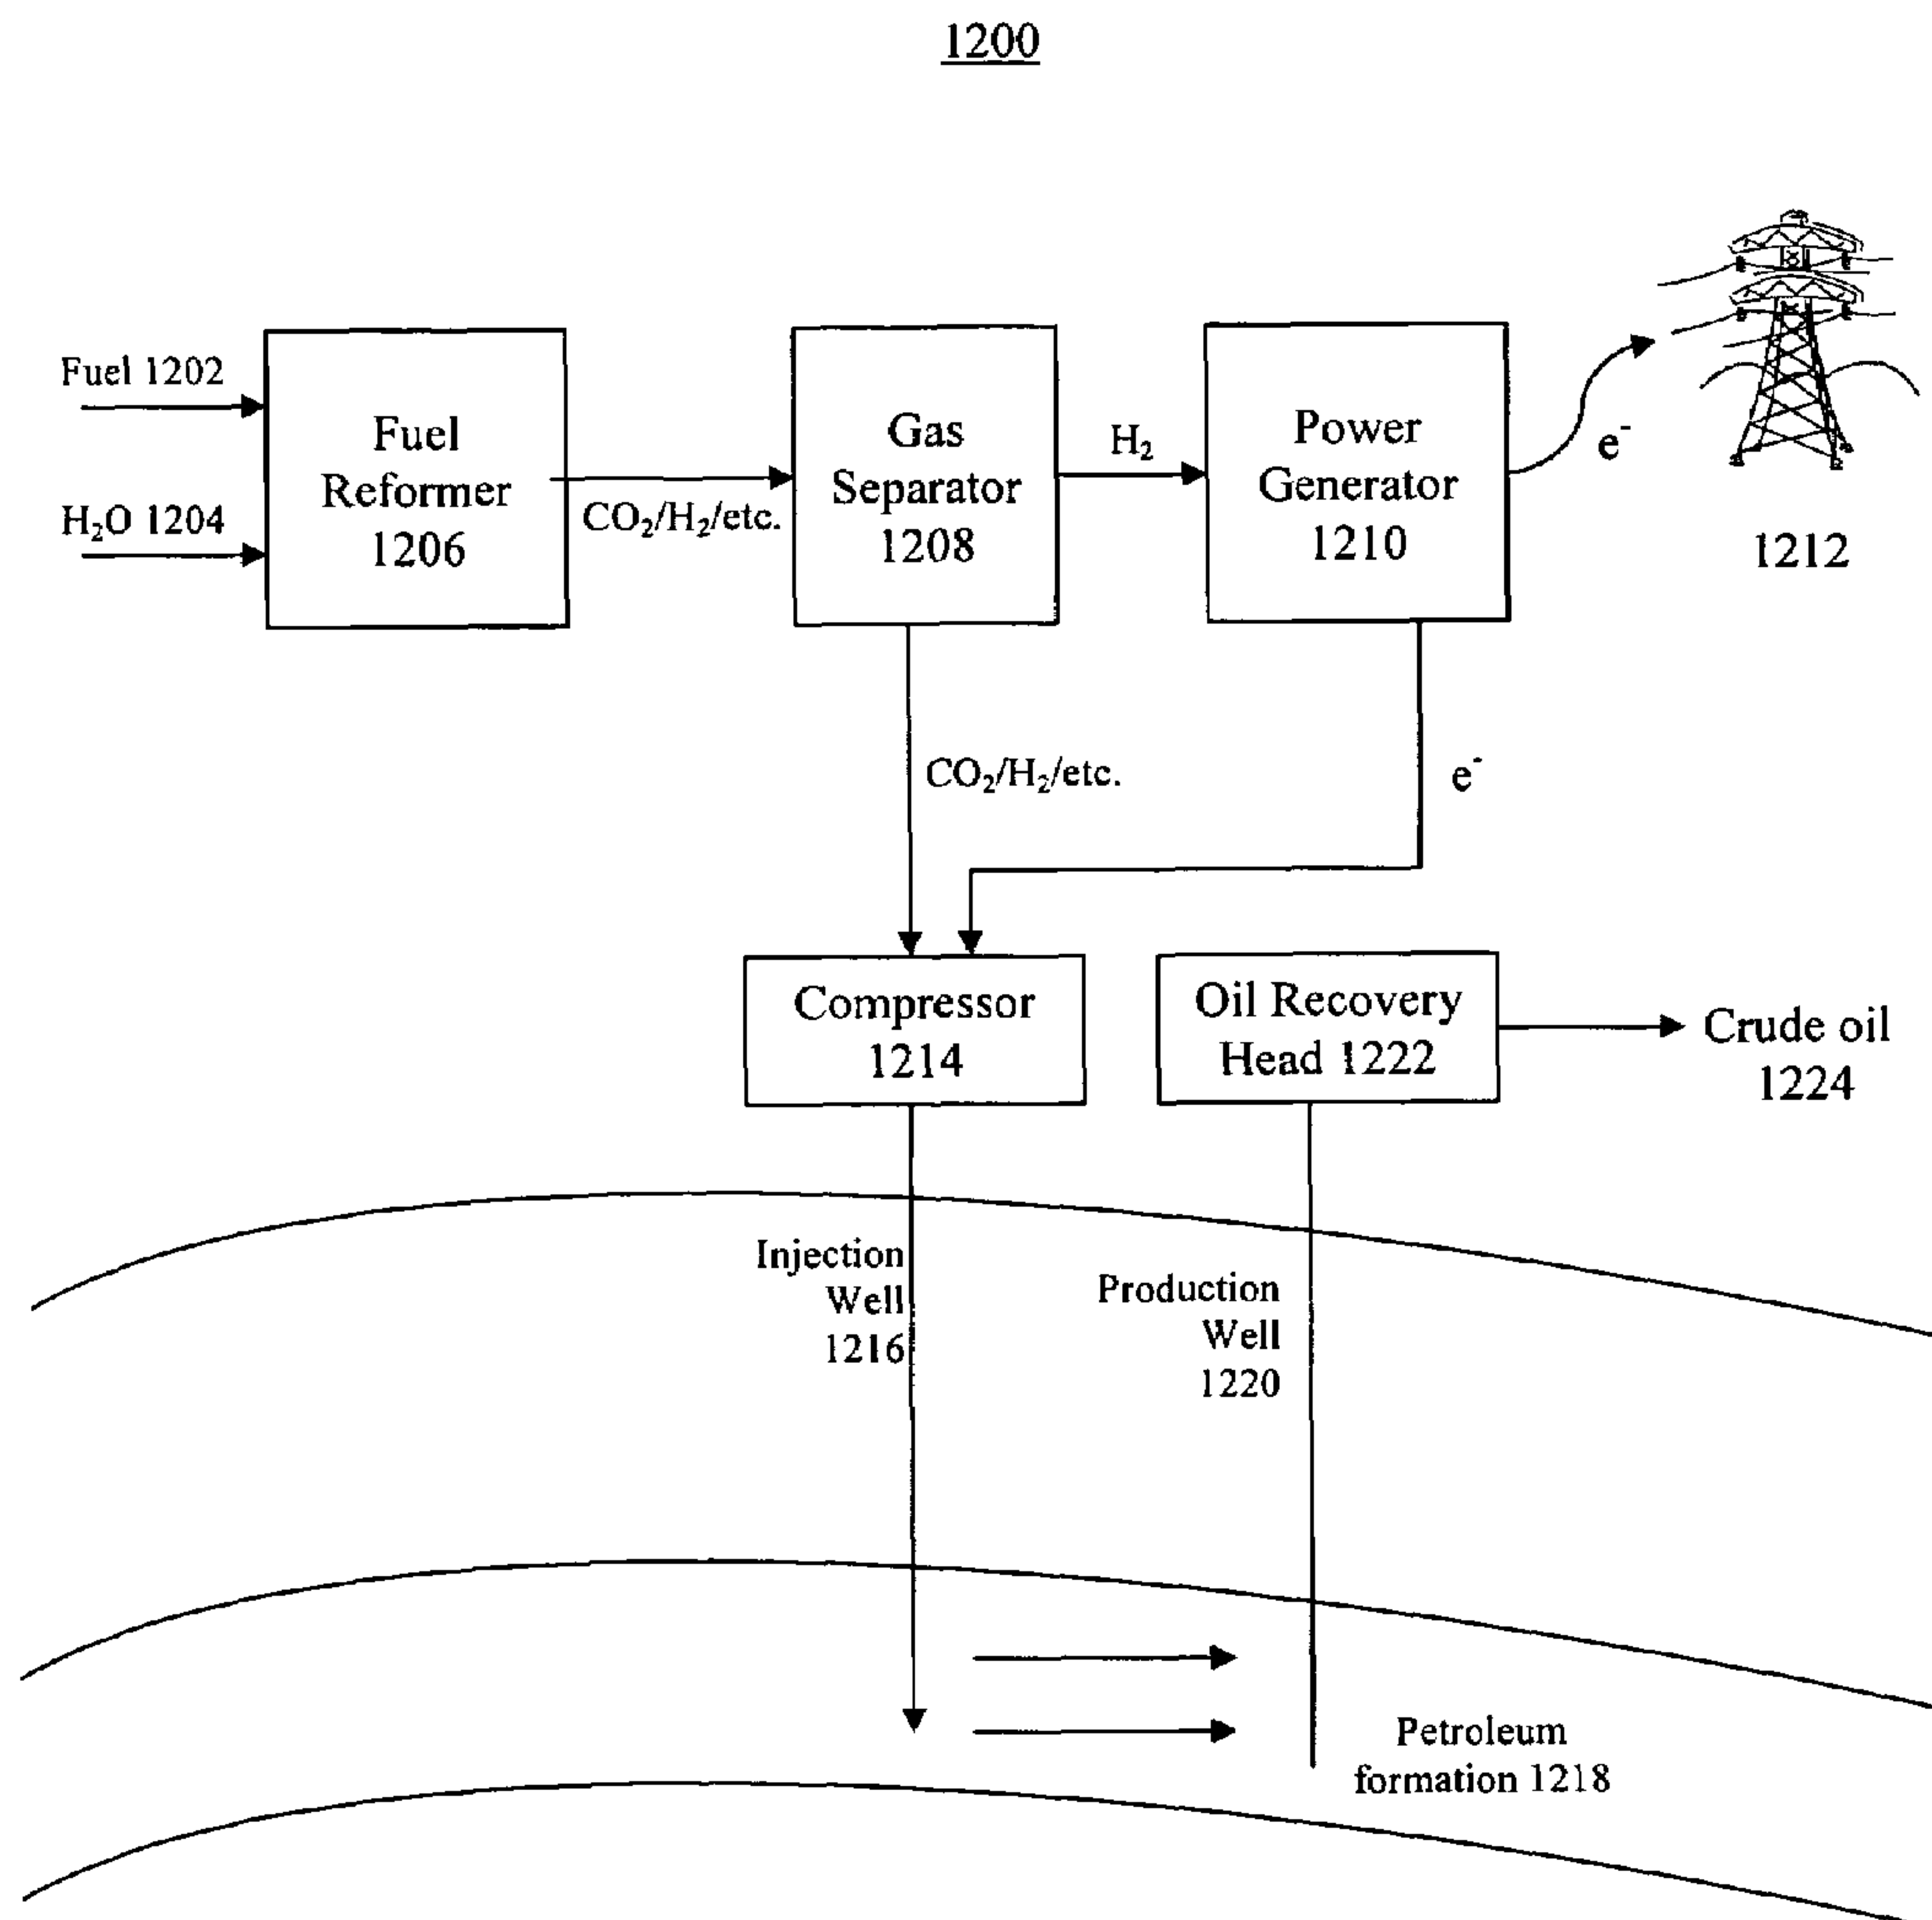 1200
Fuel 1202
H₂O 1204
Fuel
Reformer
1206
CO₂/H₂/etc.
Gas
Separator
1208
H₂
Power
Generator
1210
e⁻
1212
CO₂/H₂/etc.
e⁻
Compressor
1214
Oil Recovery
Head 1222
Crude oil
1224
Injection
Well
1216
Production
Well
1220
Petroleum
formation 1218